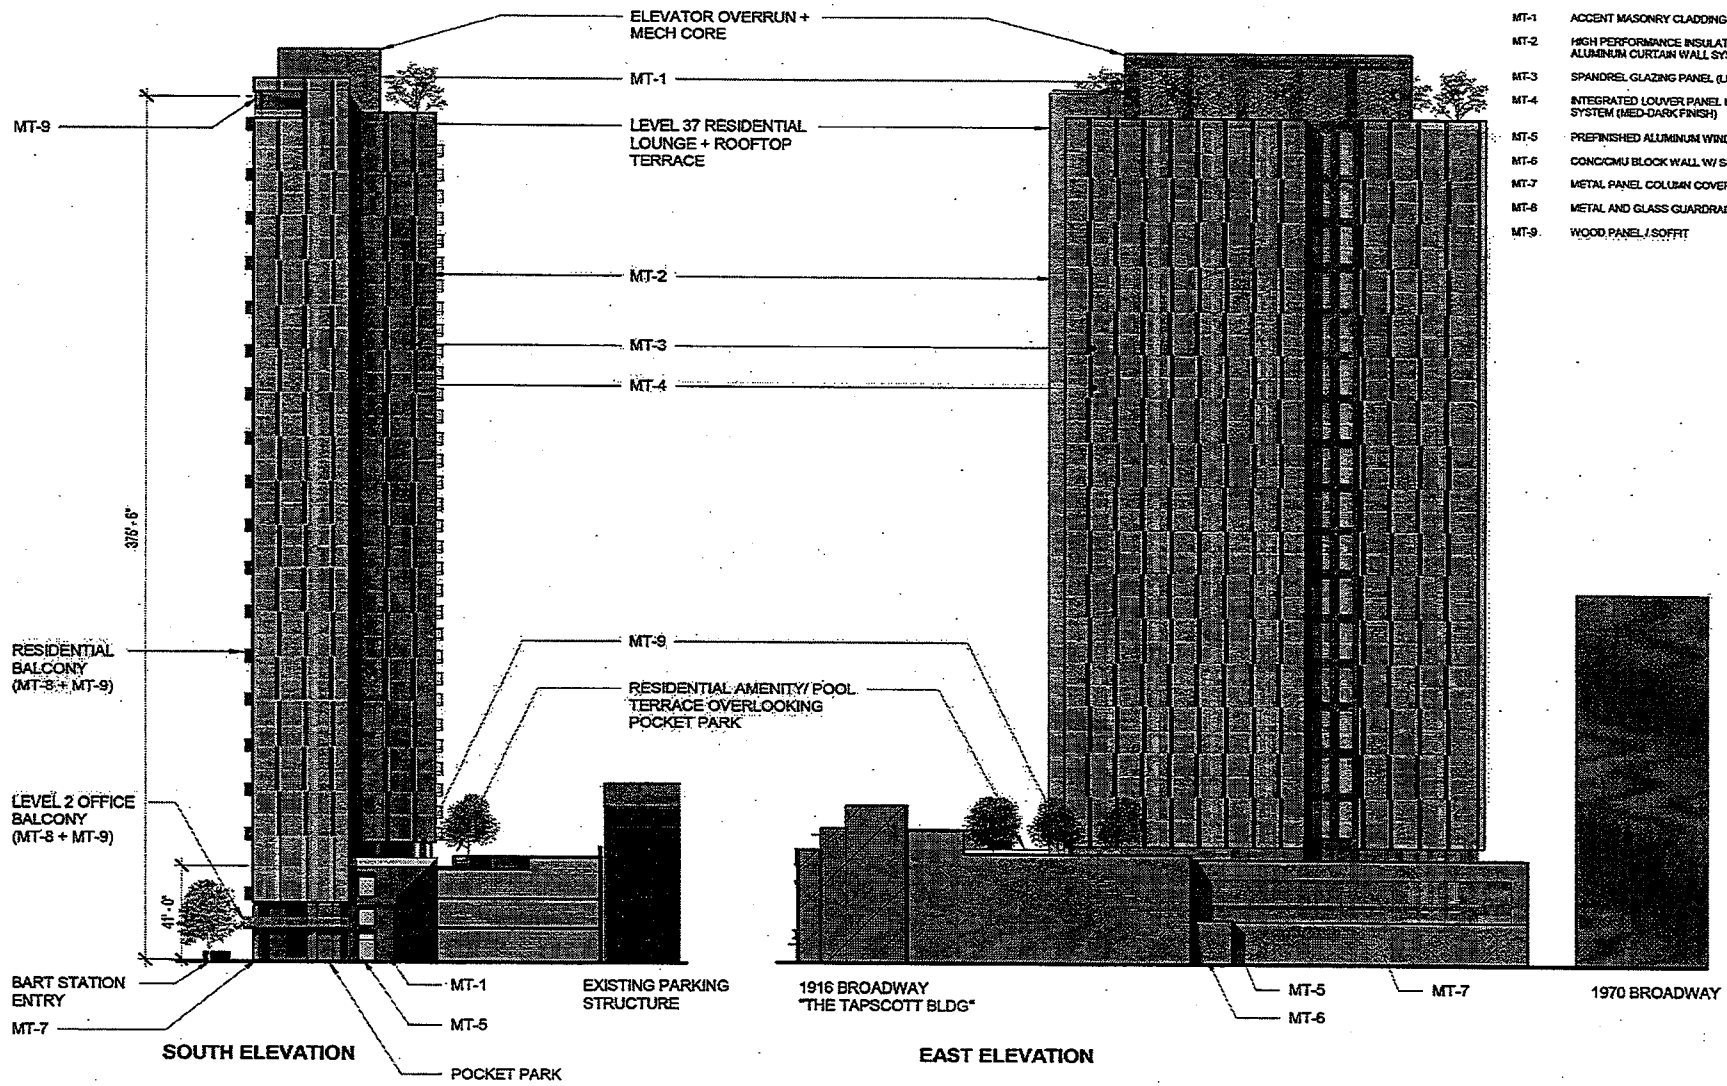 ELEVATOR OVERRUN +
MECH CORE
MT-1
MT-9
LEVEL 37 RESIDENTIAL
LOUNGE + ROOFTOP
TERRACE
MT-2
MT-3
MT-4
MT-9
RESIDENTIAL AMENITY/ POOL
TERRACE OVERLOOKING
POCKET PARK
RESIDENTIAL
BALCONY
(MT-8 + MT-9)
LEVEL 2 OFFICE
BALCONY
(MT-8 + MT-9)
41'-0"
BART STATION
ENTRY
MT-7
MT-1
MT-5
POCKET PARK
EXISTING PARKING
STRUCTURE
SOUTH ELEVATION
1916 BROADWAY
"THE TAPSCOTT BLDG"
MT-5
MT-6
MT-7
1970 BROADWAY
EAST ELEVATION
MT-1 ACCENT MASONRY CLADDING
MT-2 HIGH PERFORMANCE INSULAT
ALUMINUM CURTAIN WALL SYS
MT-3 SPANDREL GLAZING PANEL
MT-4 INTEGRATED LOUVER PANEL
SYSTEM (MED-DARK FINISH)
MT-5 PREFINISHED ALUMINUM WIND
MT-6 CONC/CMU BLOCK WALL W/ S
MT-7 METAL PANEL COLUMN COVER
MT-8 METAL AND GLASS GUARDRAI
MT-9 WOOD PANEL / SOFFIT